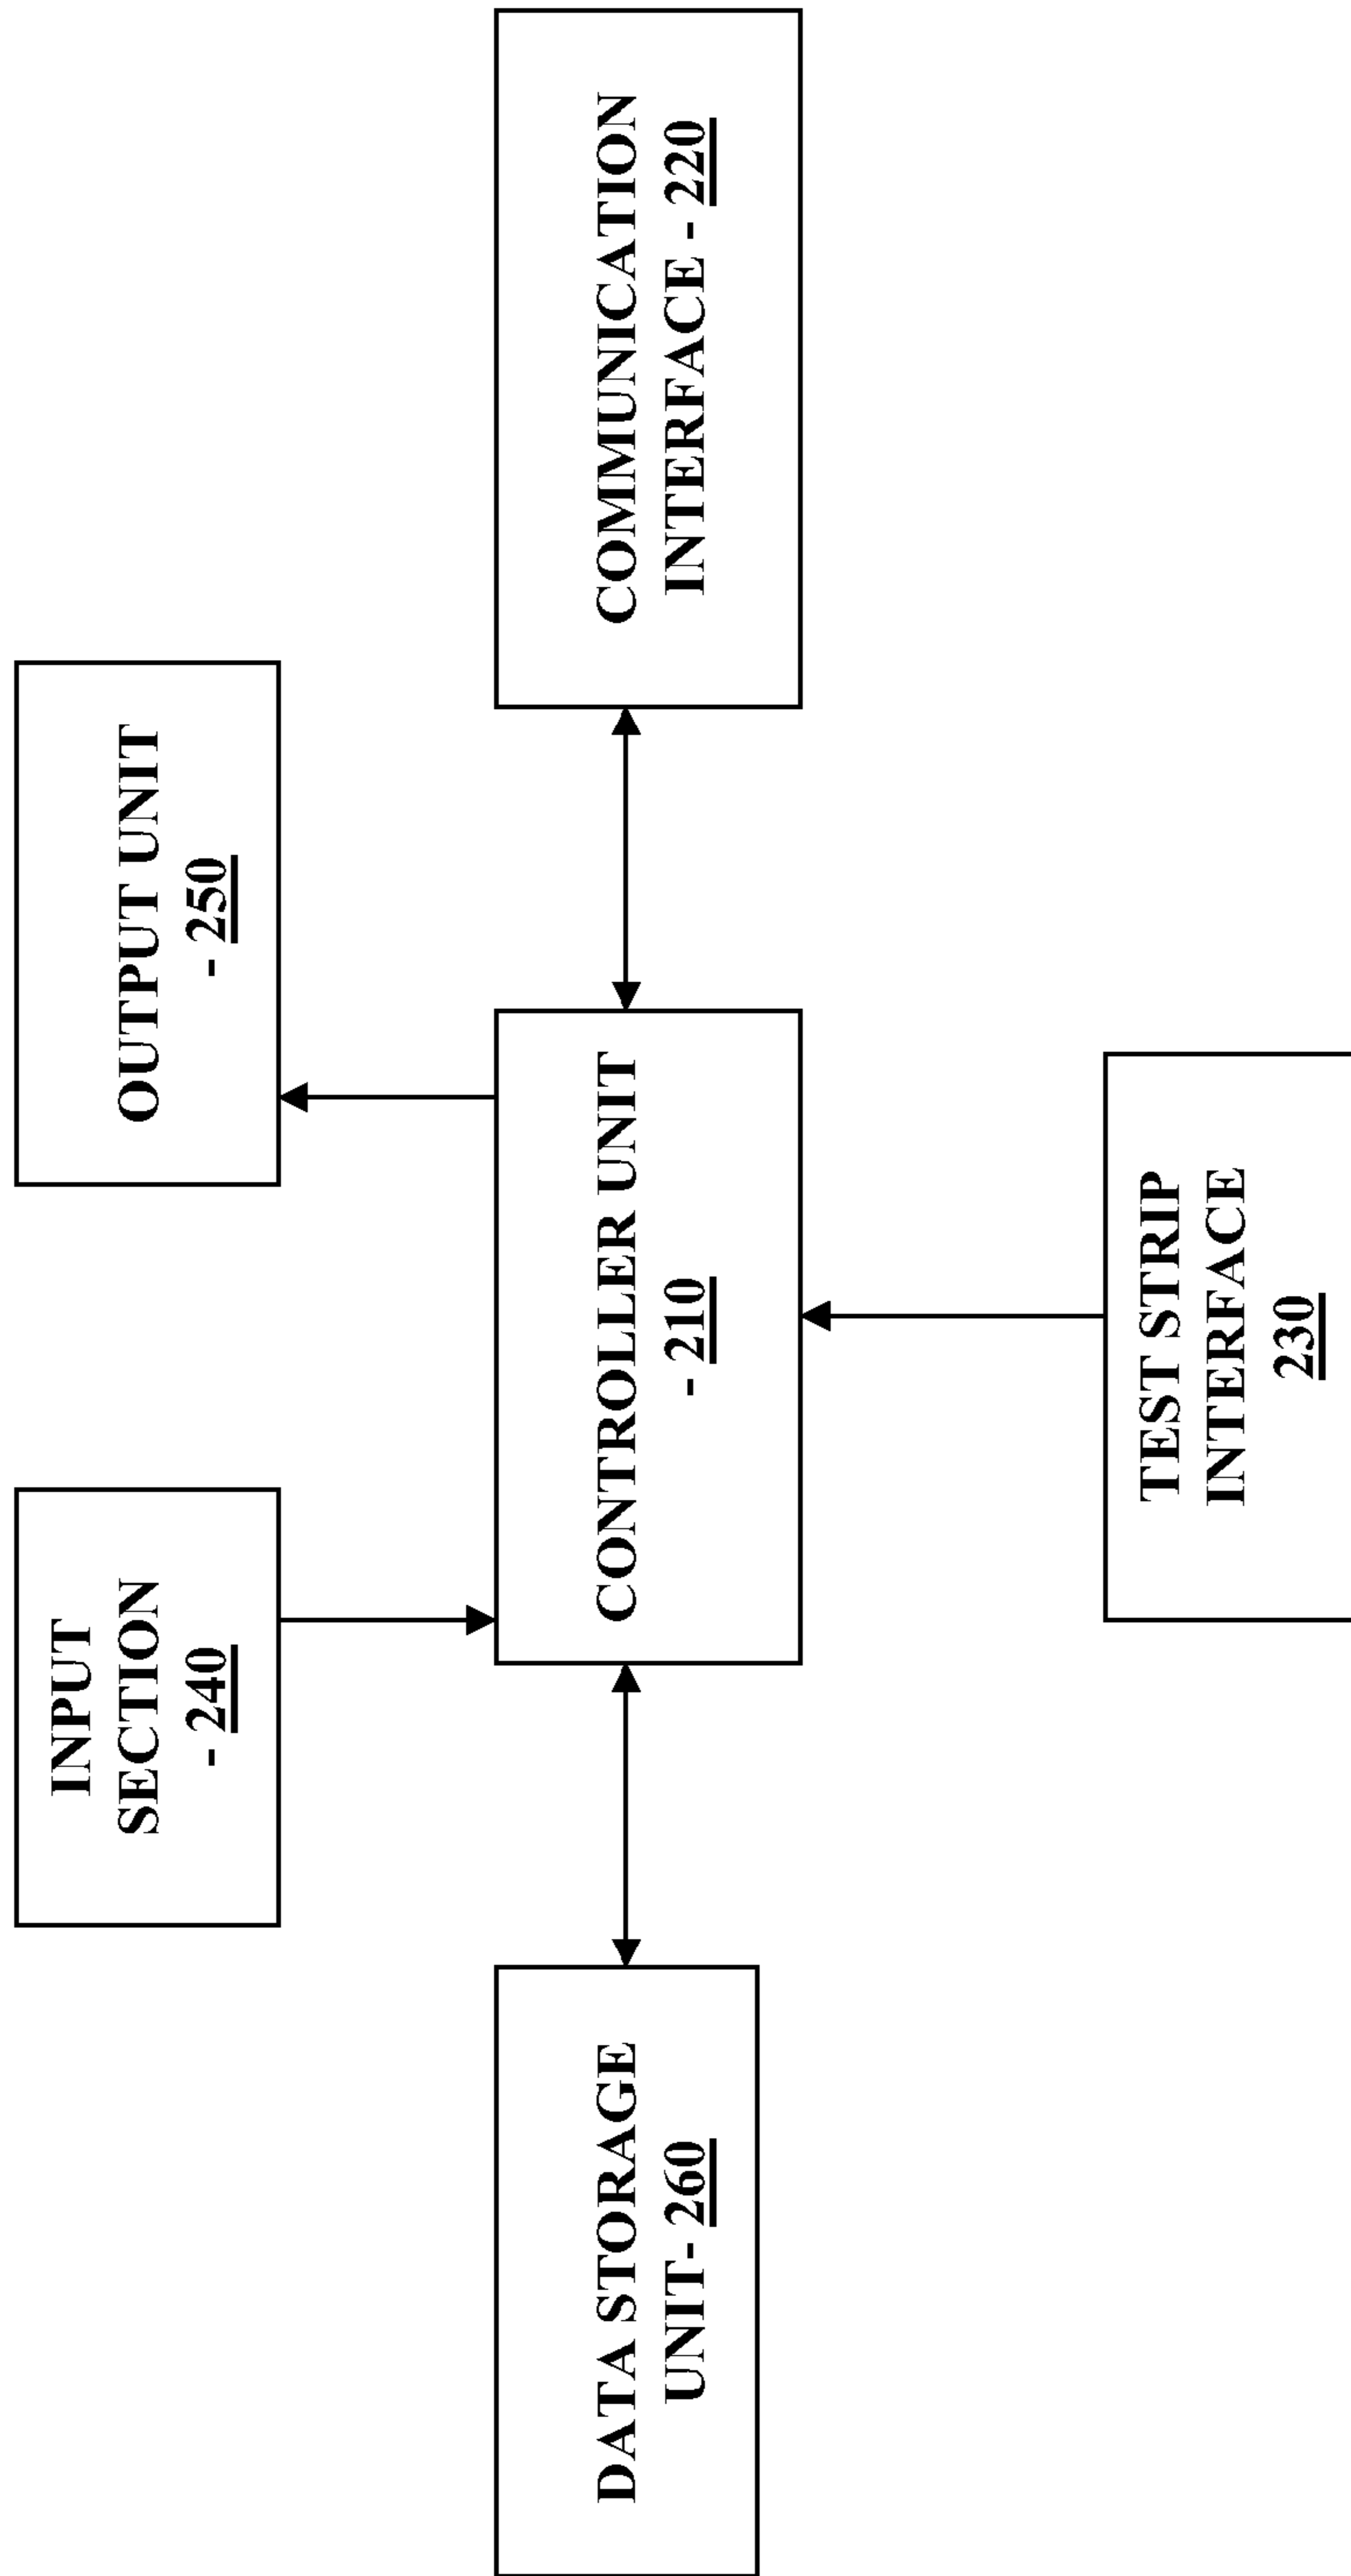 INPUT
SECTION
- 240
OUTPUT UNIT
- 250
DATA STORAGE
UNIT- 260
CONTROLLER UNIT
- 210
COMMUNICATION
INTERFACE - 220
TEST STRIP
INTERFACE
230